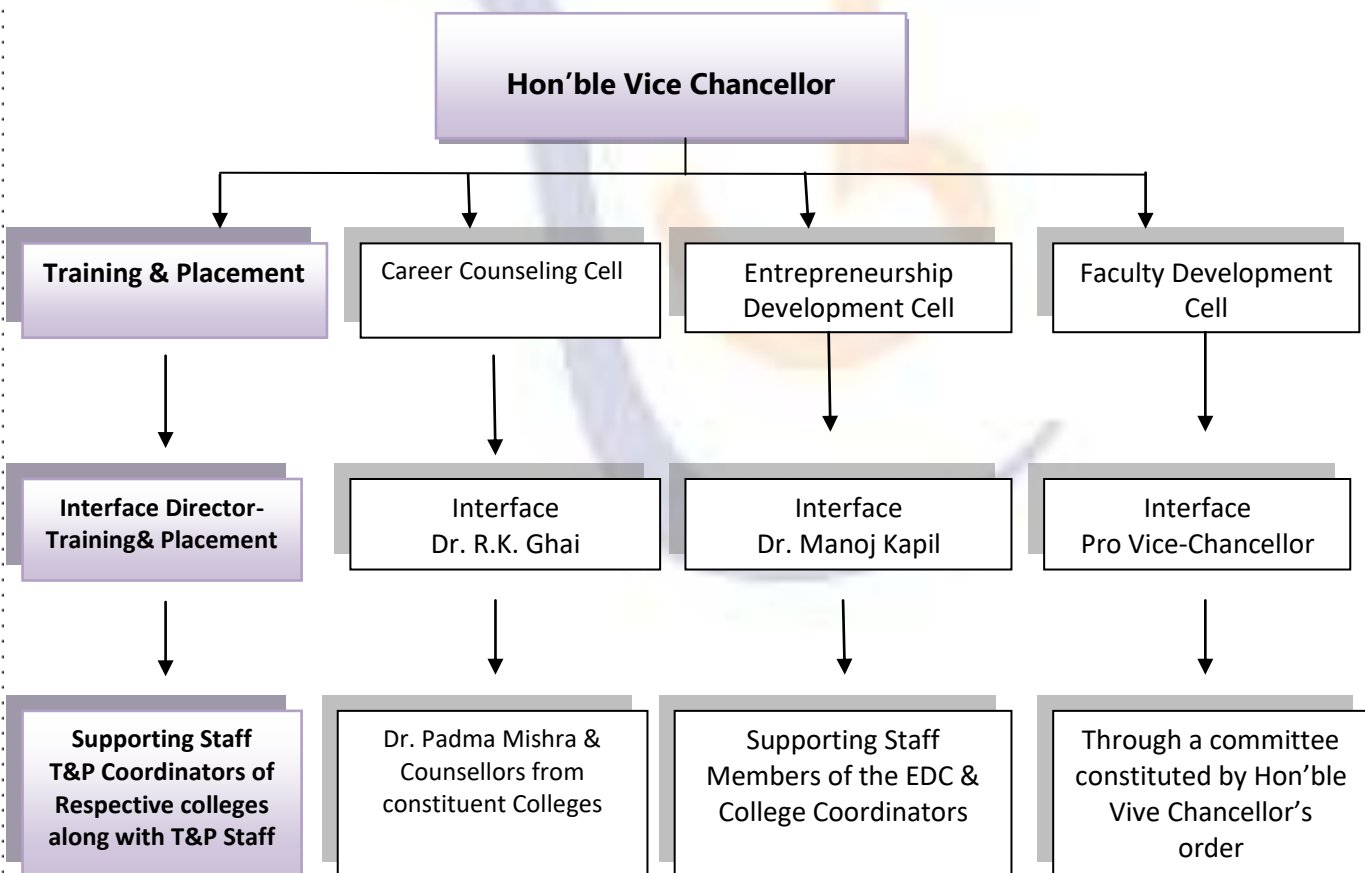 Hon’ble Vice Chancellor
Training & Placement
Career Counseling Cell
Entrepreneurship
Development Cell
Faculty Development
Cell
Interface Director-
Training& Placement
Interface
Dr. R.K. Ghai
Interface
Dr. Manoj Kapil
Interface
Pro Vice-Chancellor
Supporting Staff
T&P Coordinators of
Respective colleges
along with T&P Staff
Dr. Padma Mishra &
Counsellors from
constituent Colleges
Supporting Staff
Members of the EDC &
College Coordinators
Through a committee
constituted by Hon’ble
Vive Chancellor’s
order